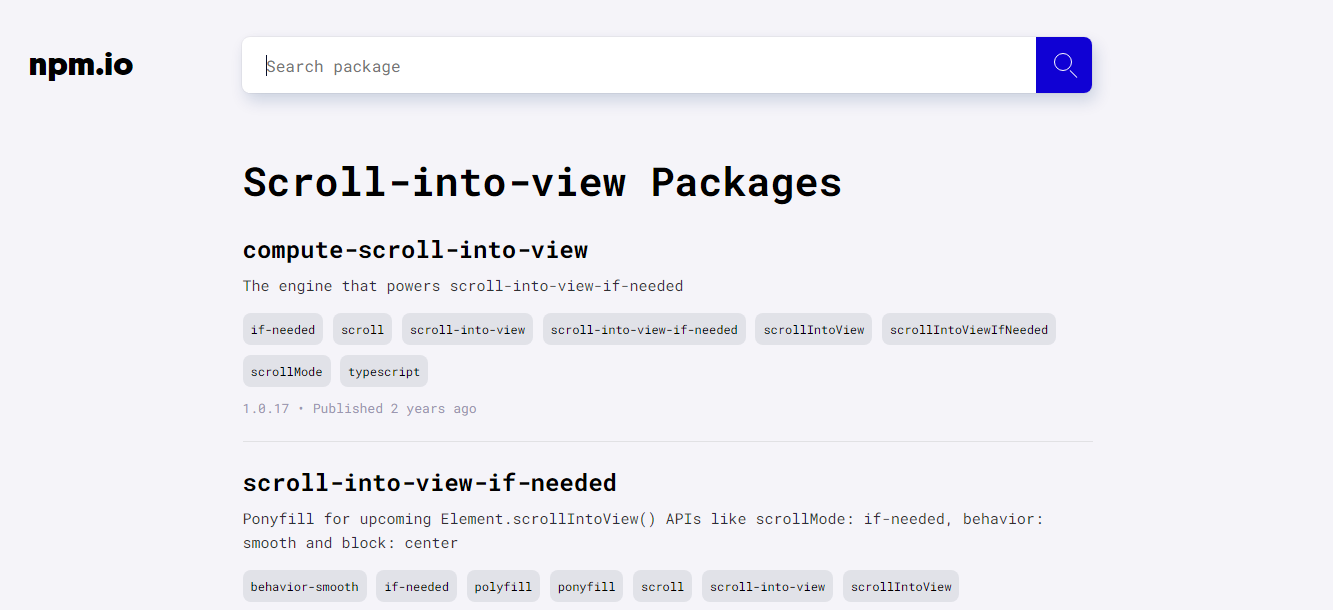 npm.io
Search package
Scroll-into-view Packages
compute-scroll-into-view
The engine that powers scroll-into-view-if-needed
if-needed scroll scroll-into-view scroll-into-view-if-needed scrollIntoView scrollIntoViewIfNeeded
scrollMode typescript
1.0.17 • Published 2 years ago
scroll-into-view-if-needed
Ponyfill for upcoming Element.scrollIntoView() APIs like scrollMode: if-needed, behavior:
smooth and block: center
behavior-smooth if-needed polyfill ponyfill scroll scroll-into-view scrollIntoView